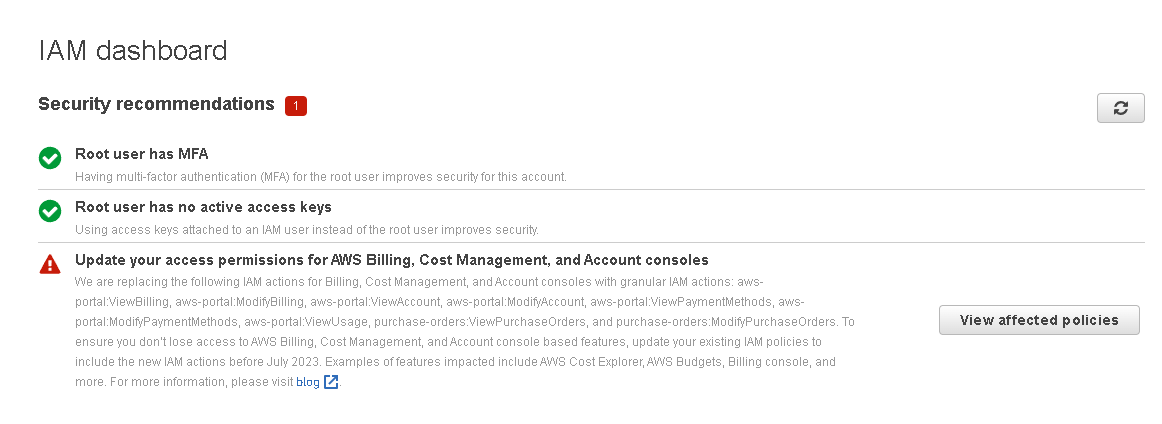 IAM dashboard
Security recommendations 1
Root user has MFA
Having multi-factor authentication (MFA) for the root user improves security for this account.
Root user has no active access keys
Using access keys attached to an IAM user instead of the root user improves security.
Update your access permissions for AWS Billing, Cost Management, and Account consoles
We are replacing the following IAM actions for Billing, Cost Management, and Account consoles with granular IAM actions: aws-
portal:ViewBilling, aws-portal:ModifyBilling, aws-portal:ViewAccount, aws-portal:ModifyAccount, aws-portal:ViewPaymentMethods, aws-
portal:ModifyPaymentMethods, aws-portal:ViewUsage, purchase-orders:ViewPurchaseOrders, and purchase-orders:ModifyPurchaseOrders. To
ensure you don't lose access to AWS Billing, Cost Management, and Account console based features, update your existing IAM policies to
include the new IAM actions before July 2023. Examples of features impacted include AWS Cost Explorer, AWS Budgets, Billing console, and
more. For more information, please visit blog.
View affected policies